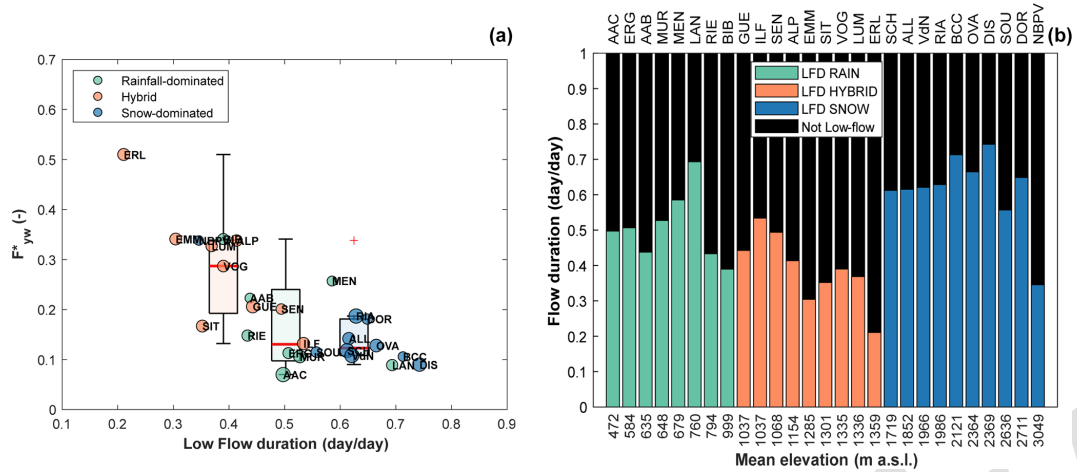 (a)
0.7
0.6
0.5
0.4
0.3
0.2
0.1
0
F*yw (-)
Rainfall-dominated
Hybrid
Snow-dominated
ERL
EMM
ALP
LUM
VOG
MEN
AAB
GUE
SEN
SIT
RIE
ILF
ERG
MUR
SOU
AAC
RIA
DOR
ALL
VdN
OVA
BCC
LAN
DIS
0.1 0.2 0.3 0.4 0.5 0.6 0.7 0.8 0.9
Low Flow duration (day/day)
AAC ERG AAB MUR MEN LAN RIE BIB GUE ILF SEN ALP EMM SIT VOG LUM ERL SCH ALL VdN RIA BCC OVA DIS SOU DOR NBPV
(b)
1
0.9
0.8
0.7
0.6
0.5
0.4
0.3
0.2
0.1
0
Flow duration (day/day)
LFD RAIN
LFD HYBRID
LFD SNOW
Not Low-flow
472 584 635 648 679 760 794 999 1037 1037 1068 1154 1285 1301 1335 1336 1359 1719 1852 1966 1986 2121 2364 2369 2636 2711 3049
Mean elevation (m a.s.l.)